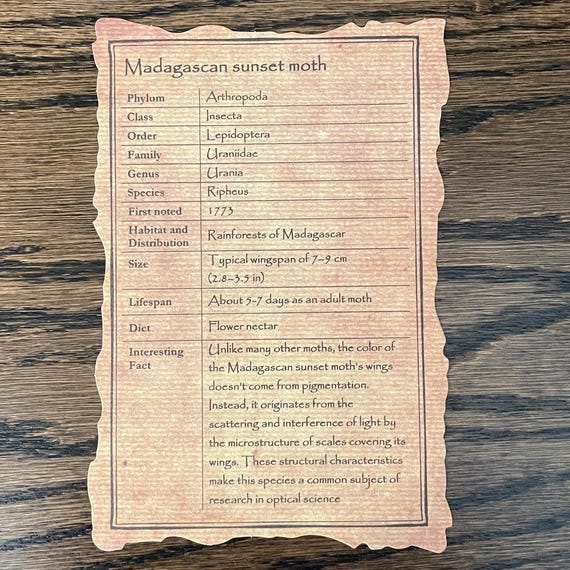 Madagascan sunset moth
Phylum Arthropoda
Class Insecta
Order Lepidoptera
Family Uraniidae
Genus Urania
Species Ripheus
First noted 1773
Habitat and
Distribution Rainforests of Madagascar
Size Typical wingspan of 7–9 cm
(2.8–3.5 in)
Lifespan About 5-7 days as an adult moth
Diet Flower nectar
Interesting
Fact
Unlike many other moths, the color of
the Madagascan sunset moth's wings
doesn't come from pigmentation.
Instead, it originates from the
scattering and interference of light by
the microstructure of scales covering its
wings. These structural characteristics
make this species a common subject of
research in optical science